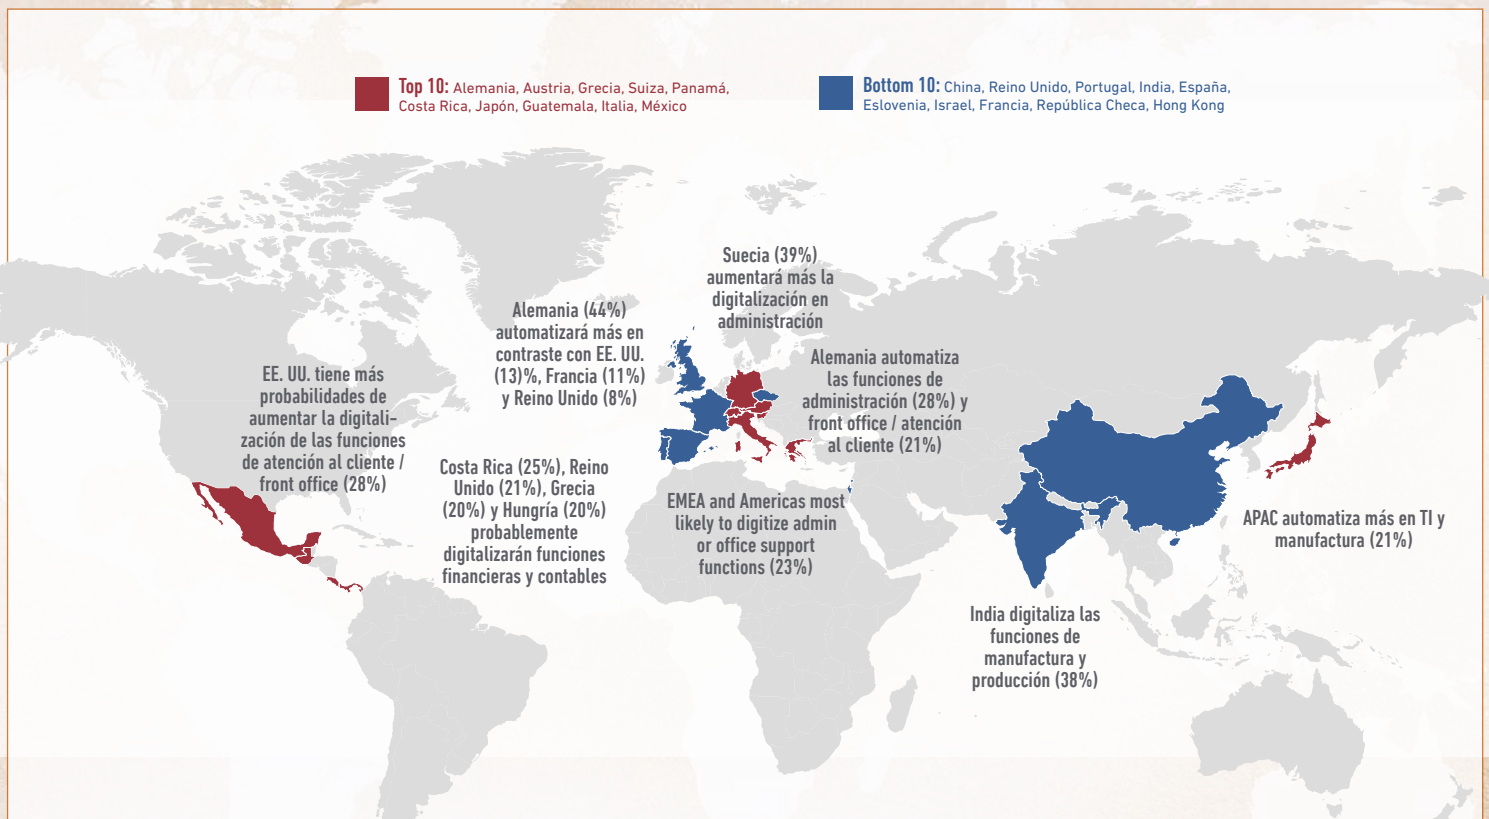 Top 10: Alemania, Austria, Grecia, Suiza, Panamá,
Costa Rica, Japón, Guatemala, Italia, México
Bottom 10: China, Reino Unido, Portugal, India, España,
Eslovenia, Israel, Francia, República Checa, Hong Kong
Suecia (39%)
aumentará más la
digitalización en
administración
Alemania (44%)
automatizará más en
contraste con EE. UU.
(13)%, Francia (11%)
y Reino Unido (8%)
Alemania automatiza
las funciones de
administración (28%) y
front office / atención
al cliente (21%)
EE. UU. tiene más
probabilidades de
aumentar la digitali-
zación de las funciones
de atención al cliente /
front office (28%)
Costa Rica (25%), Reino
Unido (21%), Grecia
(20%) y Hungría (20%)
probablemente
digitalizarán funciones
financieras y contables
EMEA and Americas most
likely to digitize admin
or office support
functions (23%)
APAC automatiza más en TI y
manufactura (21%)
India digitaliza las
funciones de
manufactura y
producción (38%)